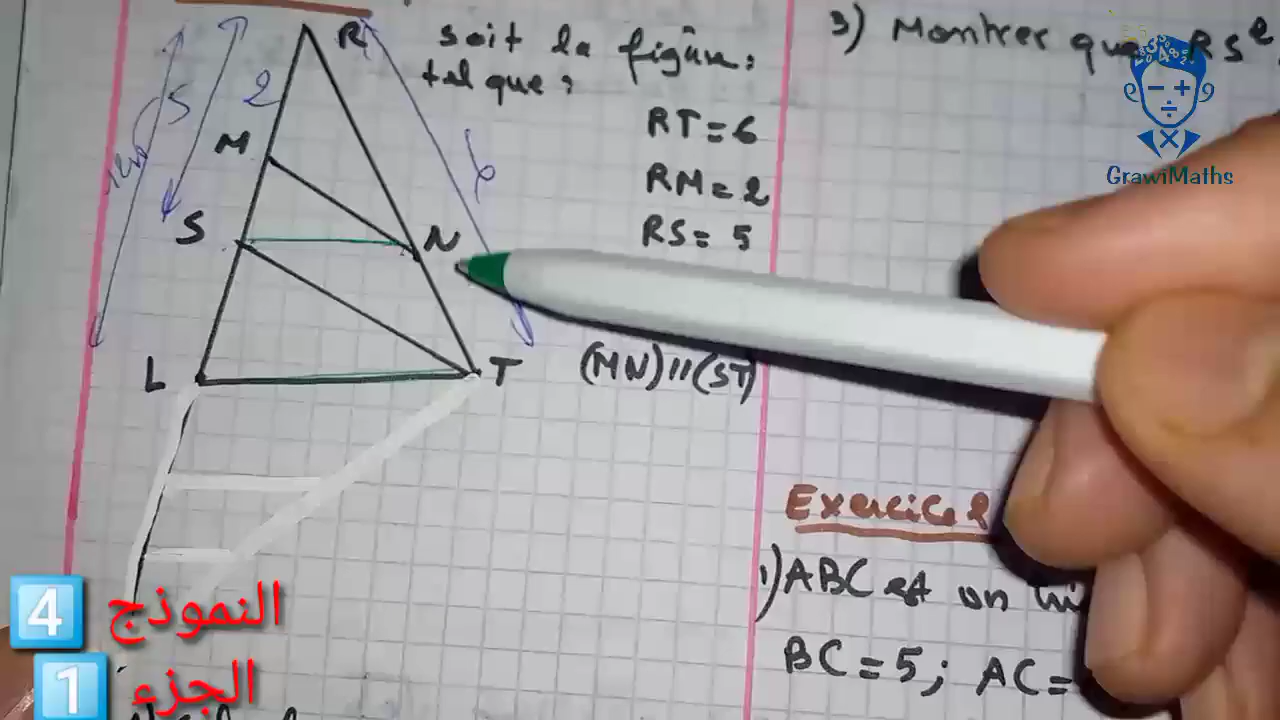 R
soit la figure :
tel que :
3) Montrer que RS²
2
5
M
RT = 6
RM = 2
6
RS = 5
GrawiMaths
S
N
L
T
(MN)//(ST)
Exercice
1) ABC est un
BC = 5 ; AC =
4 النموذج
1 الجزء